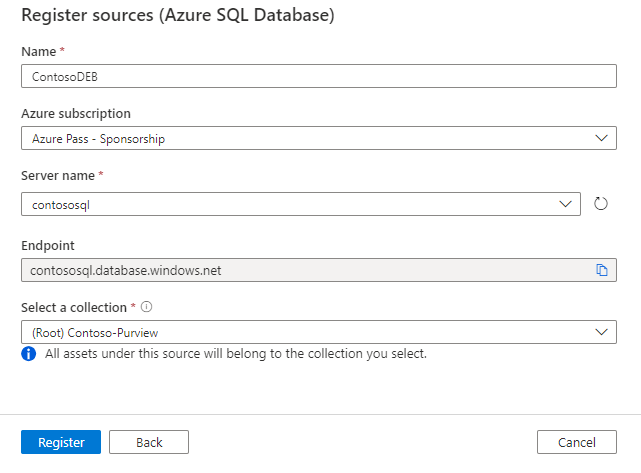 Register sources (Azure SQL Database)
Name *
ContosoDEB
Azure subscription
Azure Pass - Sponsorship
Server name *
contososql
Endpoint
contososql.database.windows.net
Select a collection *
(Root) Contoso-Purview
All assets under this source will belong to the collection you select.
Register Back Cancel